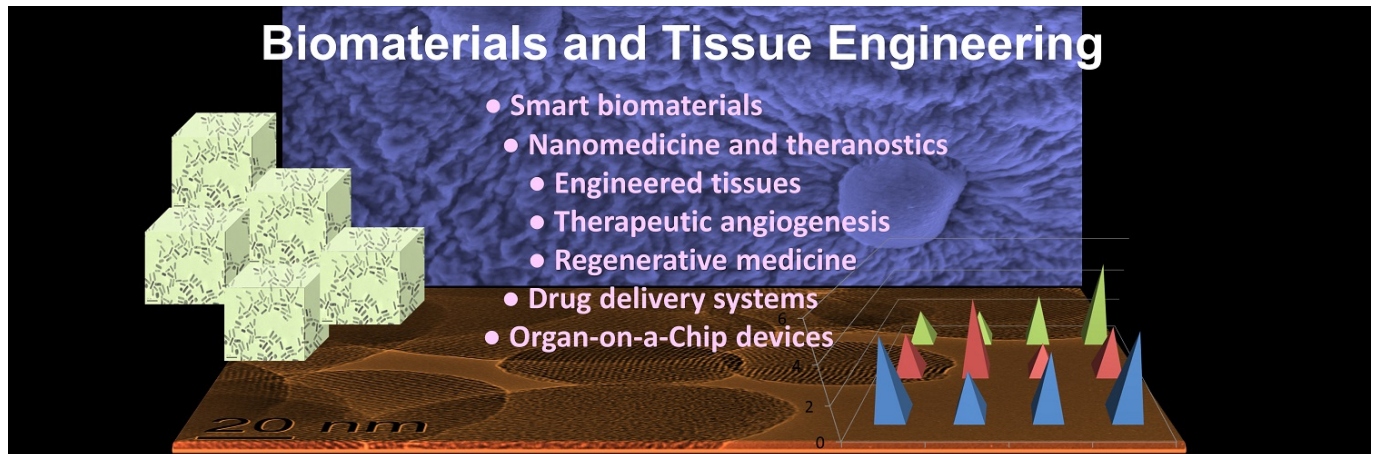 Biomaterials and Tissue Engineering
● Smart biomaterials
● Nanomedicine and theranostics
● Engineered tissues
● Therapeutic angiogenesis
● Regenerative medicine
● Drug delivery systems
● Organ-on-a-Chip devices
6
4
2
0
20 nm